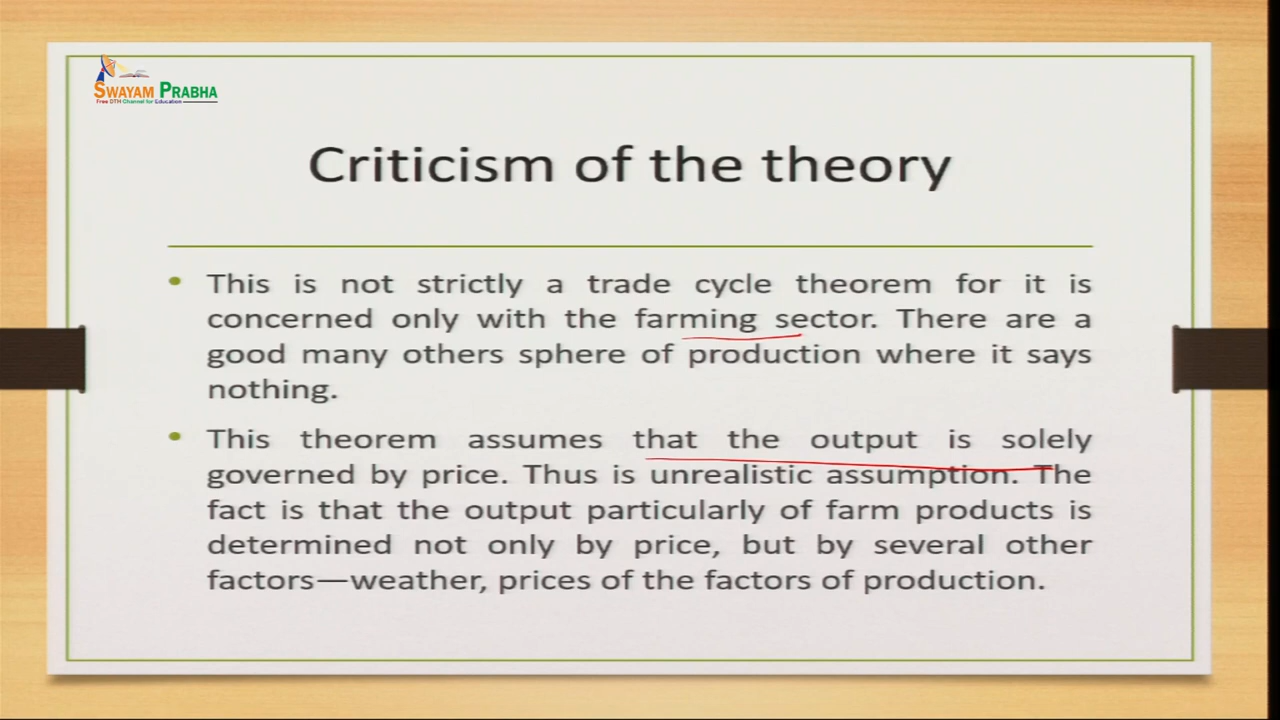 SWAYAM PRABHA
Free DTH Channel for Education
Criticism of the theory
• This is not strictly a trade cycle theorem for it is
concerned only with the farming sector. There are a
good many others sphere of production where it says
nothing.
• This theorem assumes that the output is solely
governed by price. Thus is unrealistic assumption. The
fact is that the output particularly of farm products is
determined not only by price, but by several other
factors—weather, prices of the factors of production.